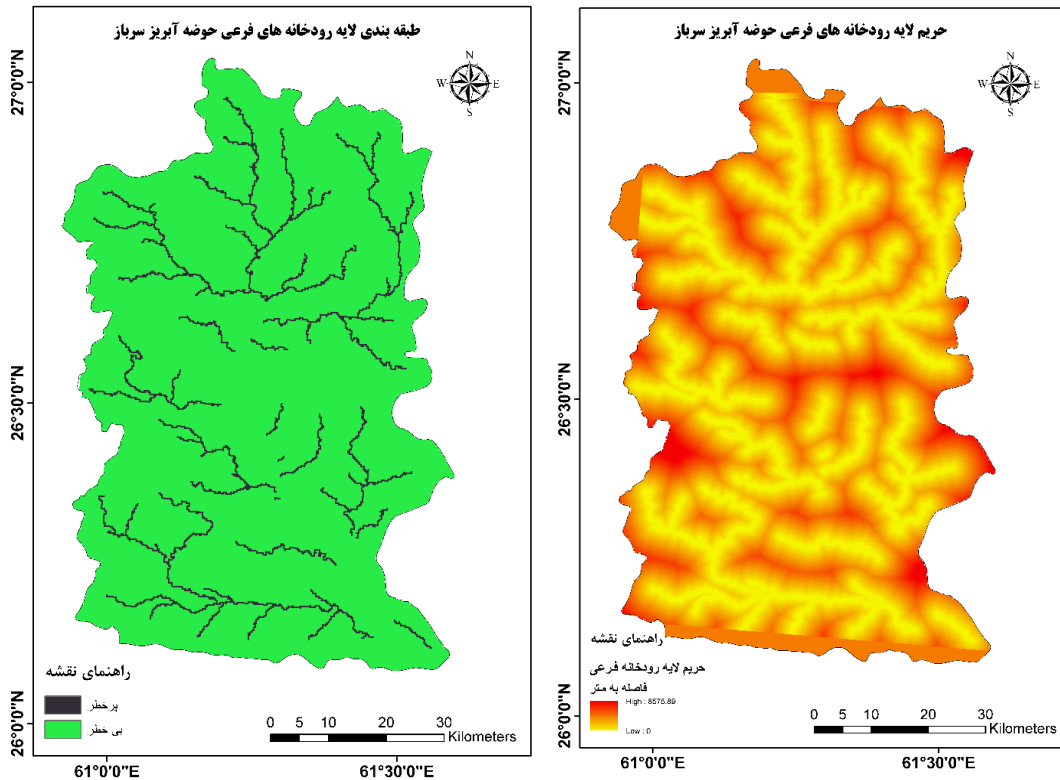 طبقه بندی لایه رودخانه های فرعی حوضه آبریز سرباز
N
W
E
S
27°0'0"N
26°30'0"N
26°0'0"N
راهنمای نقشه
پرخطر
بی خطر
0 5 10 20 30
Kilometers
61°0'0"E
61°30'0"E
حریم لایه رودخانه های فرعی حوضه آبریز سرباز
N
W
E
S
27°0'0"N
26°30'0"N
26°0'0"N
راهنمای نقشه
حریم لایه رودخانه فرعی
فاصله به متر
High : 8575.89
Low : 0
0 5 10 20 30
Kilometers
61°0'0"E
61°30'0"E